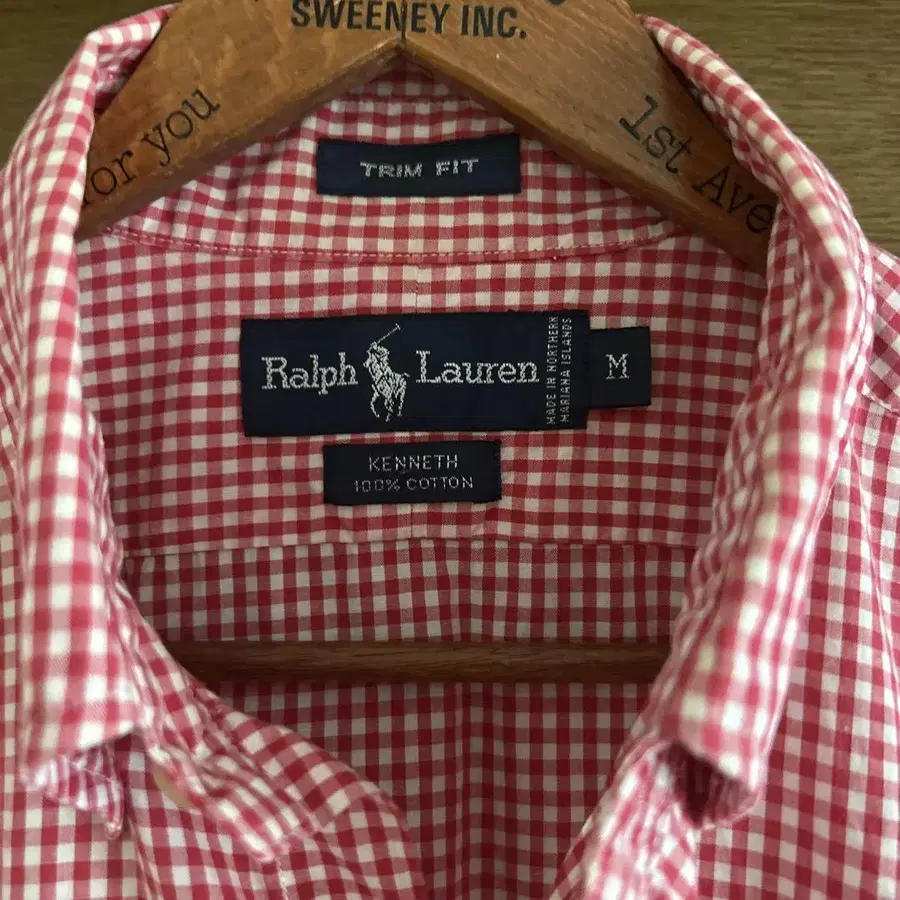 SWEENEY INC.
for you
1st Ave
TRIM FIT
Ralph Lauren
MADE IN NORTHERN
MARIANA ISLANDS
M
KENNETH
100% COTTON